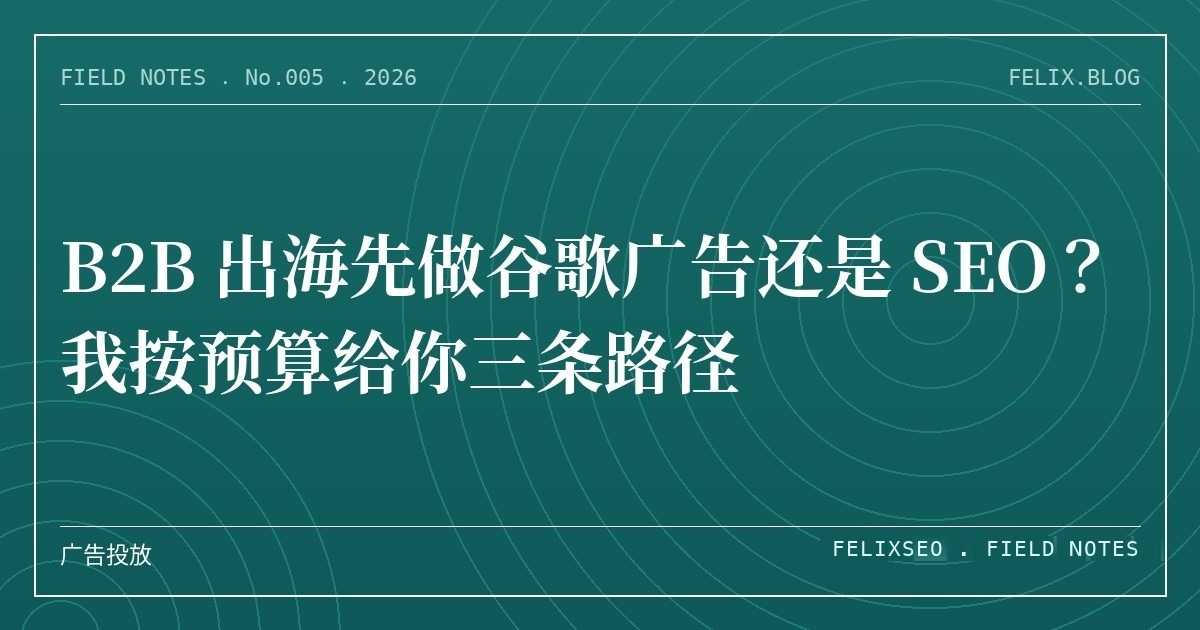 FIELD NOTES . No.005 . 2026
FELIX.BLOG
B2B 出海先做谷歌广告还是 SEO？
我按预算给你三条路径
广告投放
FELIXSEO . FIELD NOTES